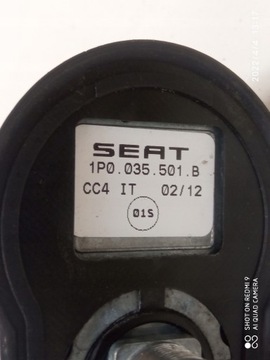 SEAT
1P0.035.501.B
CC4 IT 02/12
01S
SHOT ON REDMI 9
AI QUAD CAMERA